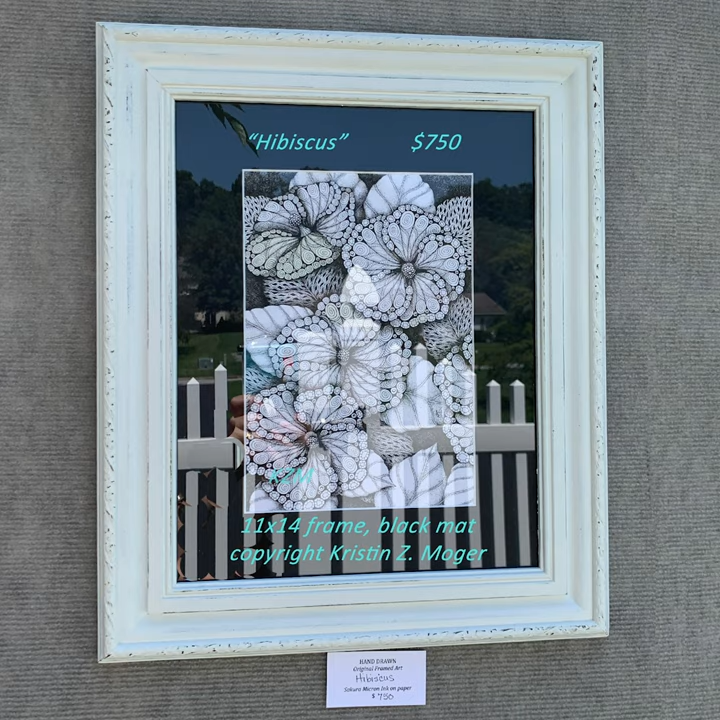 “Hibiscus” $750
KZM
11x14 frame, black mat
copyright Kristin Z. Moger
HAND DRAWN
Original Framed Art
Hibiscus
Sakura Micron Ink on paper
$ 750